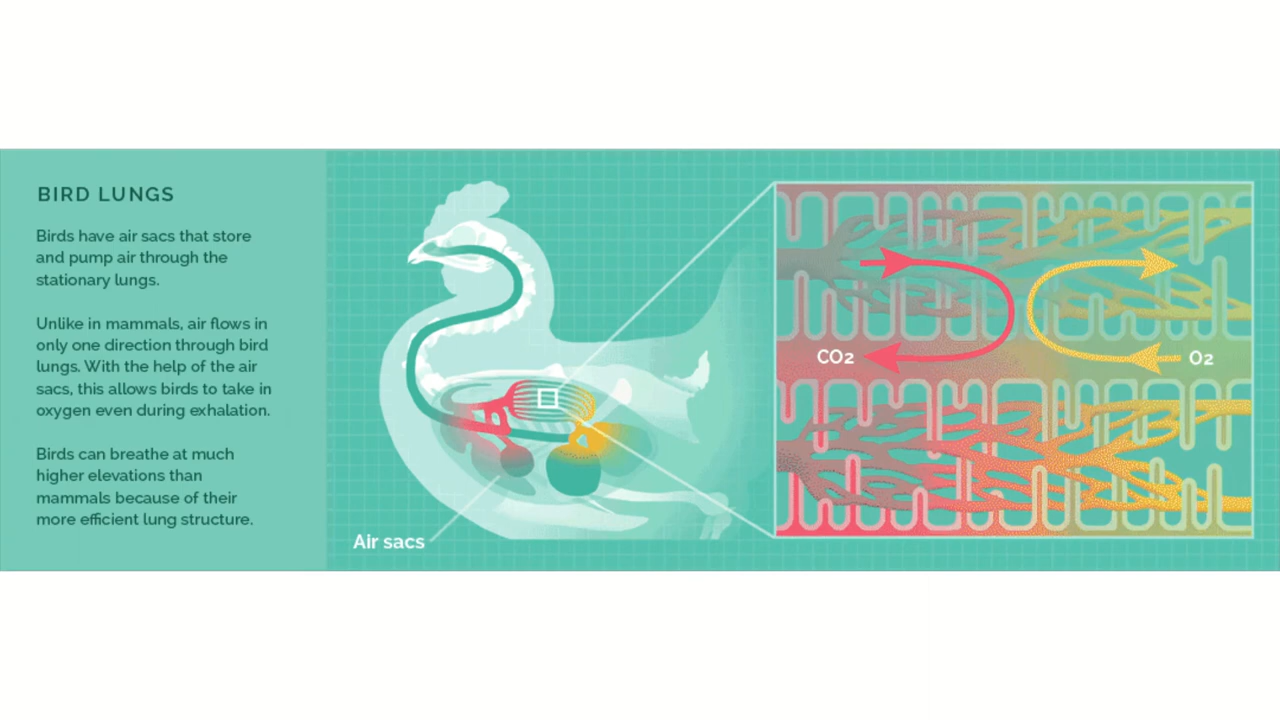 BIRD LUNGS
Birds have air sacs that store
and pump air through the
stationary lungs.
Unlike in mammals, air flows in
only one direction through bird
lungs. With the help of the air
sacs, this allows birds to take in
oxygen even during exhalation.
Birds can breathe at much
higher elevations than
mammals because of their
more efficient lung structure.
Air sacs
CO2
O2